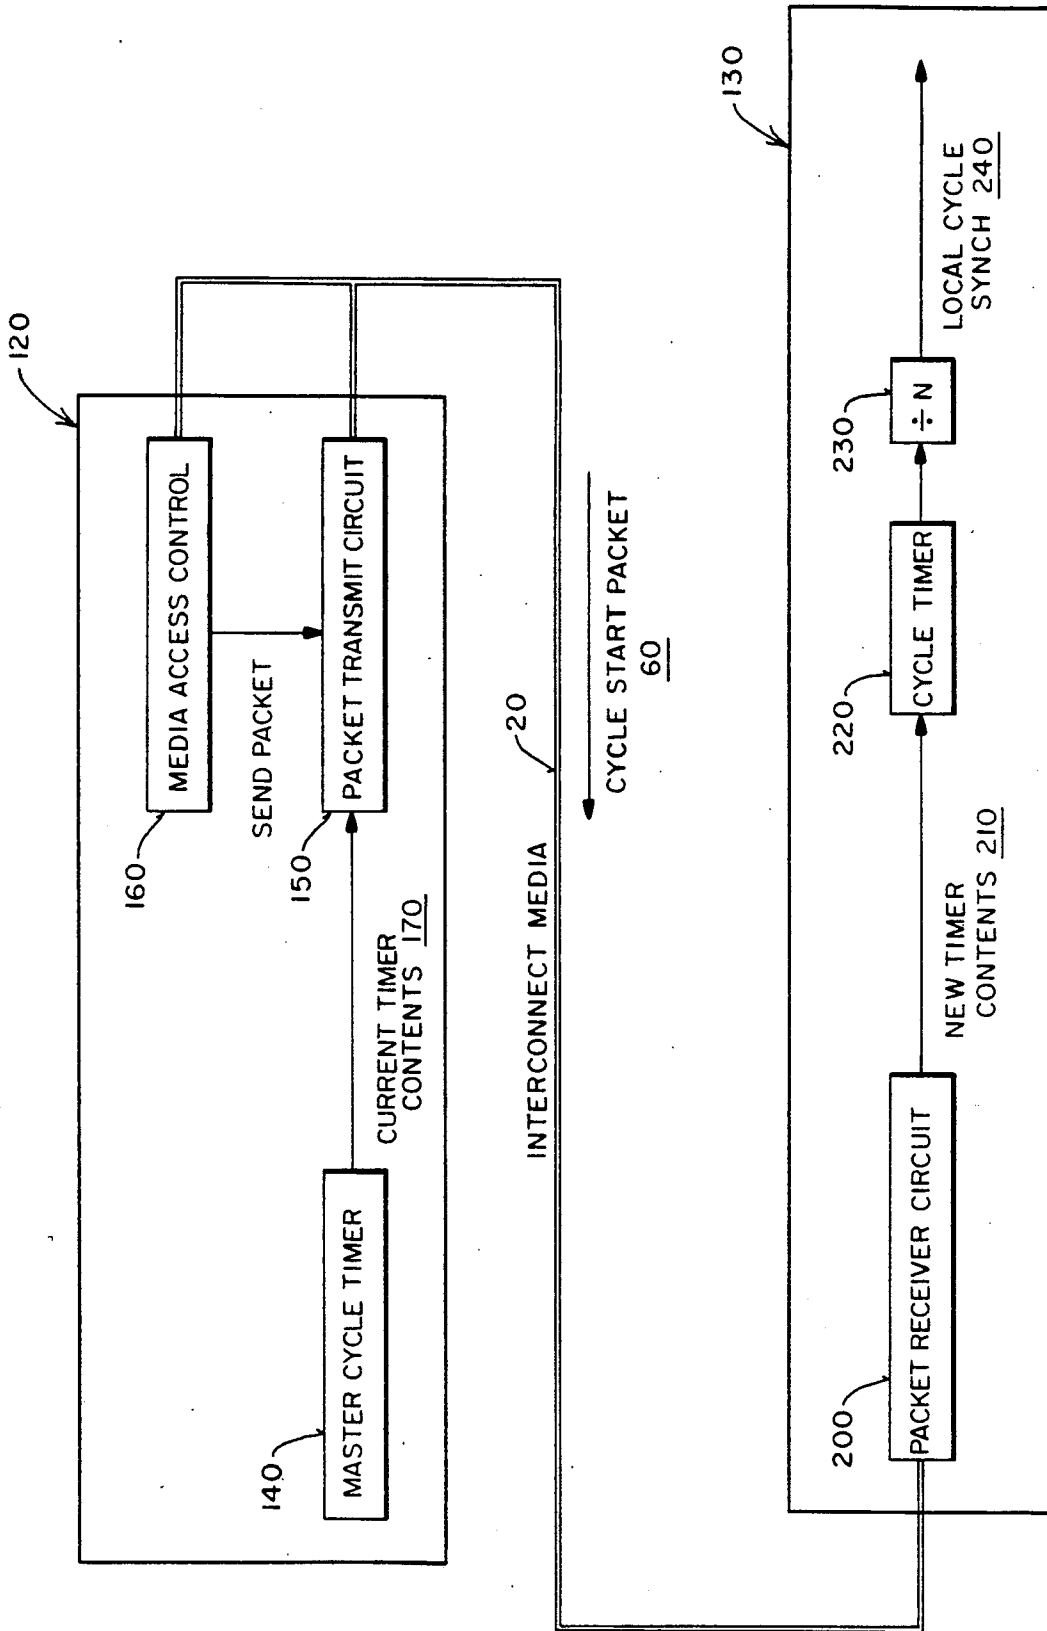 120
MEDIA ACCESS CONTROL
160
SEND PACKET
PACKET TRANSMIT CIRCUIT
150
CURRENT TIMER
CONTENTS 170
MASTER CYCLE TIMER
140
INTERCONNECT MEDIA
20
CYCLE START PACKET
60
130
PACKET RECEIVER CIRCUIT
200
NEW TIMER
CONTENTS 210
CYCLE TIMER
220
÷ N
230
LOCAL CYCLE
SYNCH 240